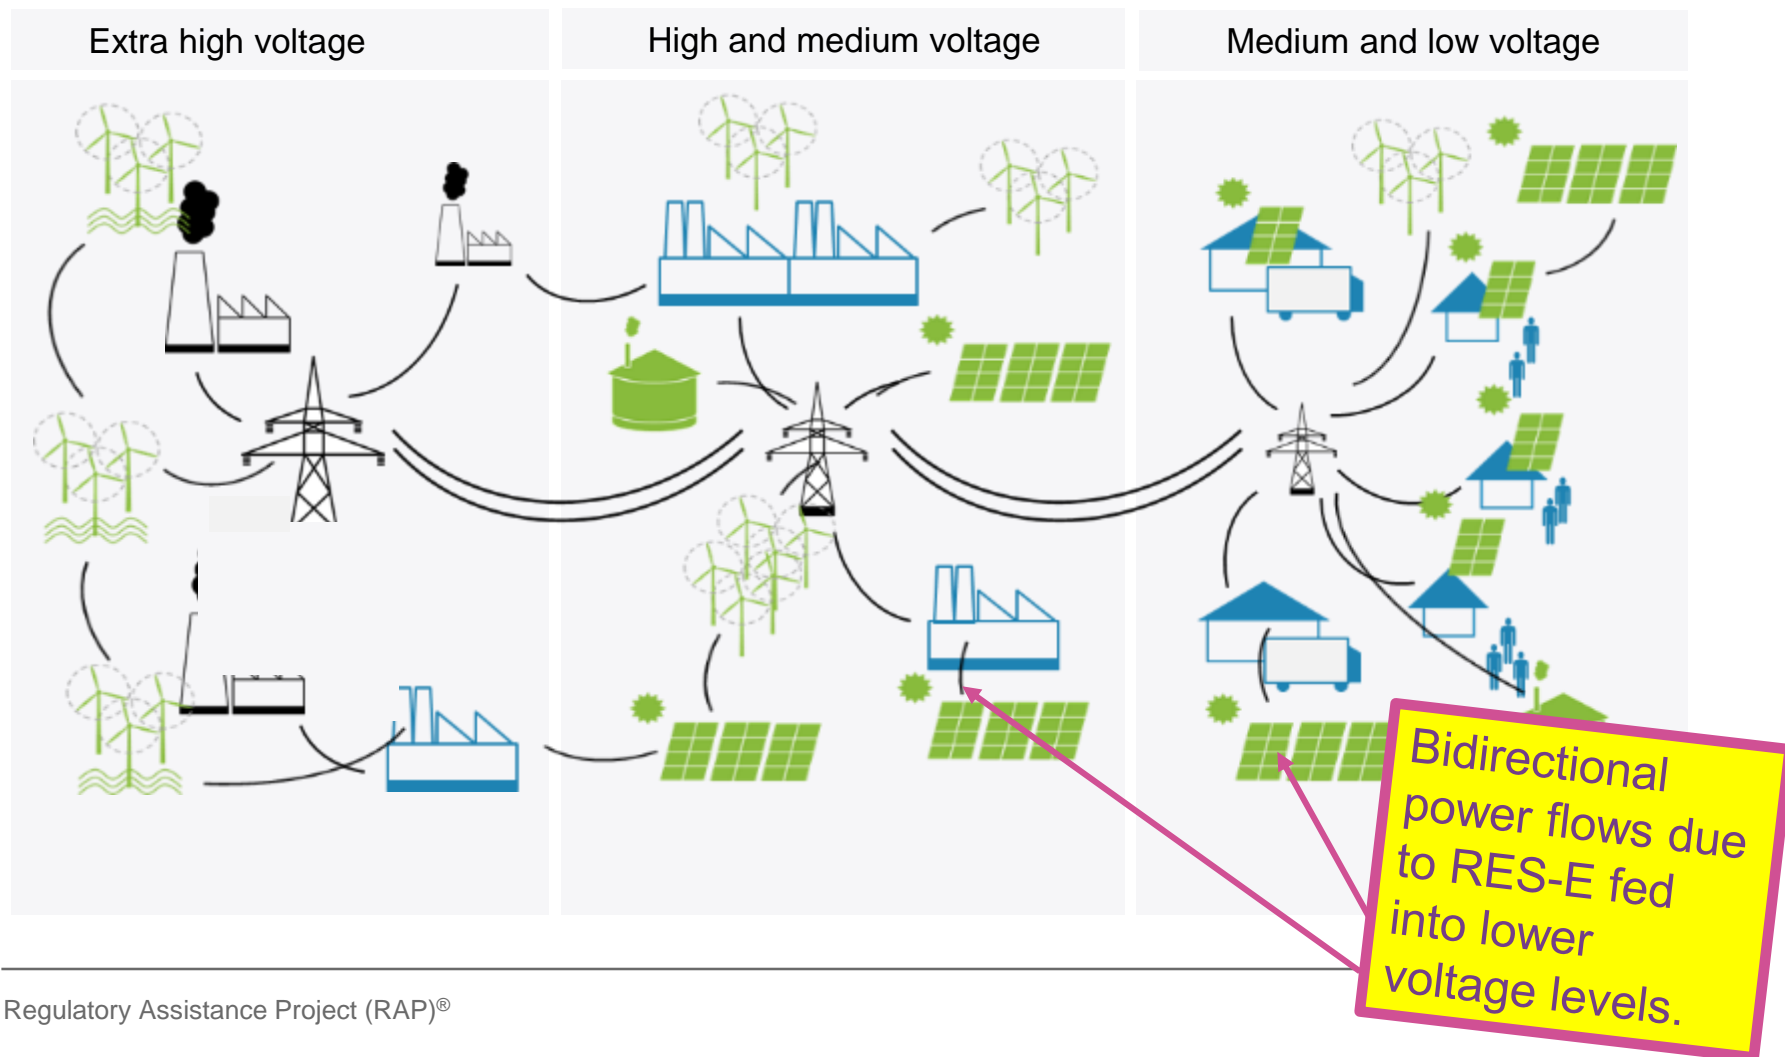 Extra high voltage
High and medium voltage
Medium and low voltage
Bidirectional
power flows due
to RES-E fed
into lower
voltage levels.
Regulatory Assistance Project (RAP)®